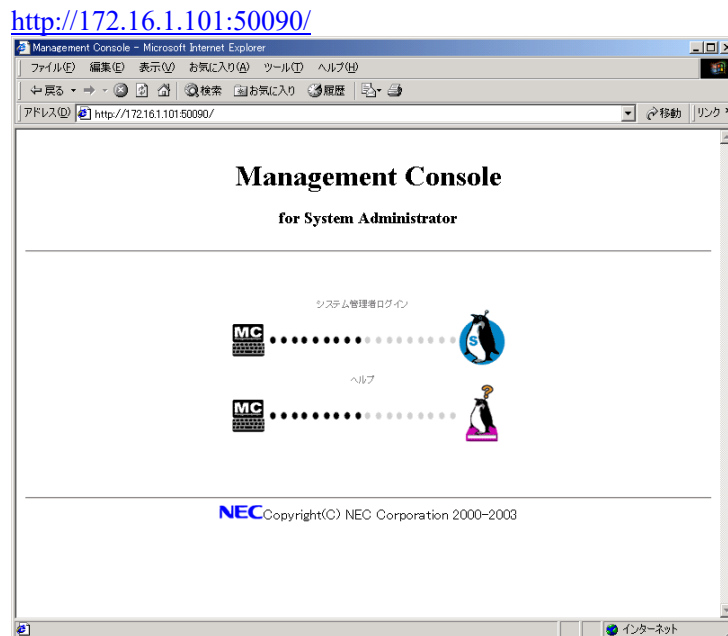 http://172.16.1.101:50090/
Management Console - Microsoft Internet Explorer
ファイル(F) 編集(E) 表示(V) お気に入り(A) ツール(T) ヘルプ(H)
戻る 検索 お気に入り 履歴
アドレス(D) http://172.16.1.101:50090/ 移動 リンク
Management Console
for System Administrator
システム管理者ログイン
MC S
ヘルプ
MC ?
NEC Copyright(C) NEC Corporation 2000-2003
インターネット